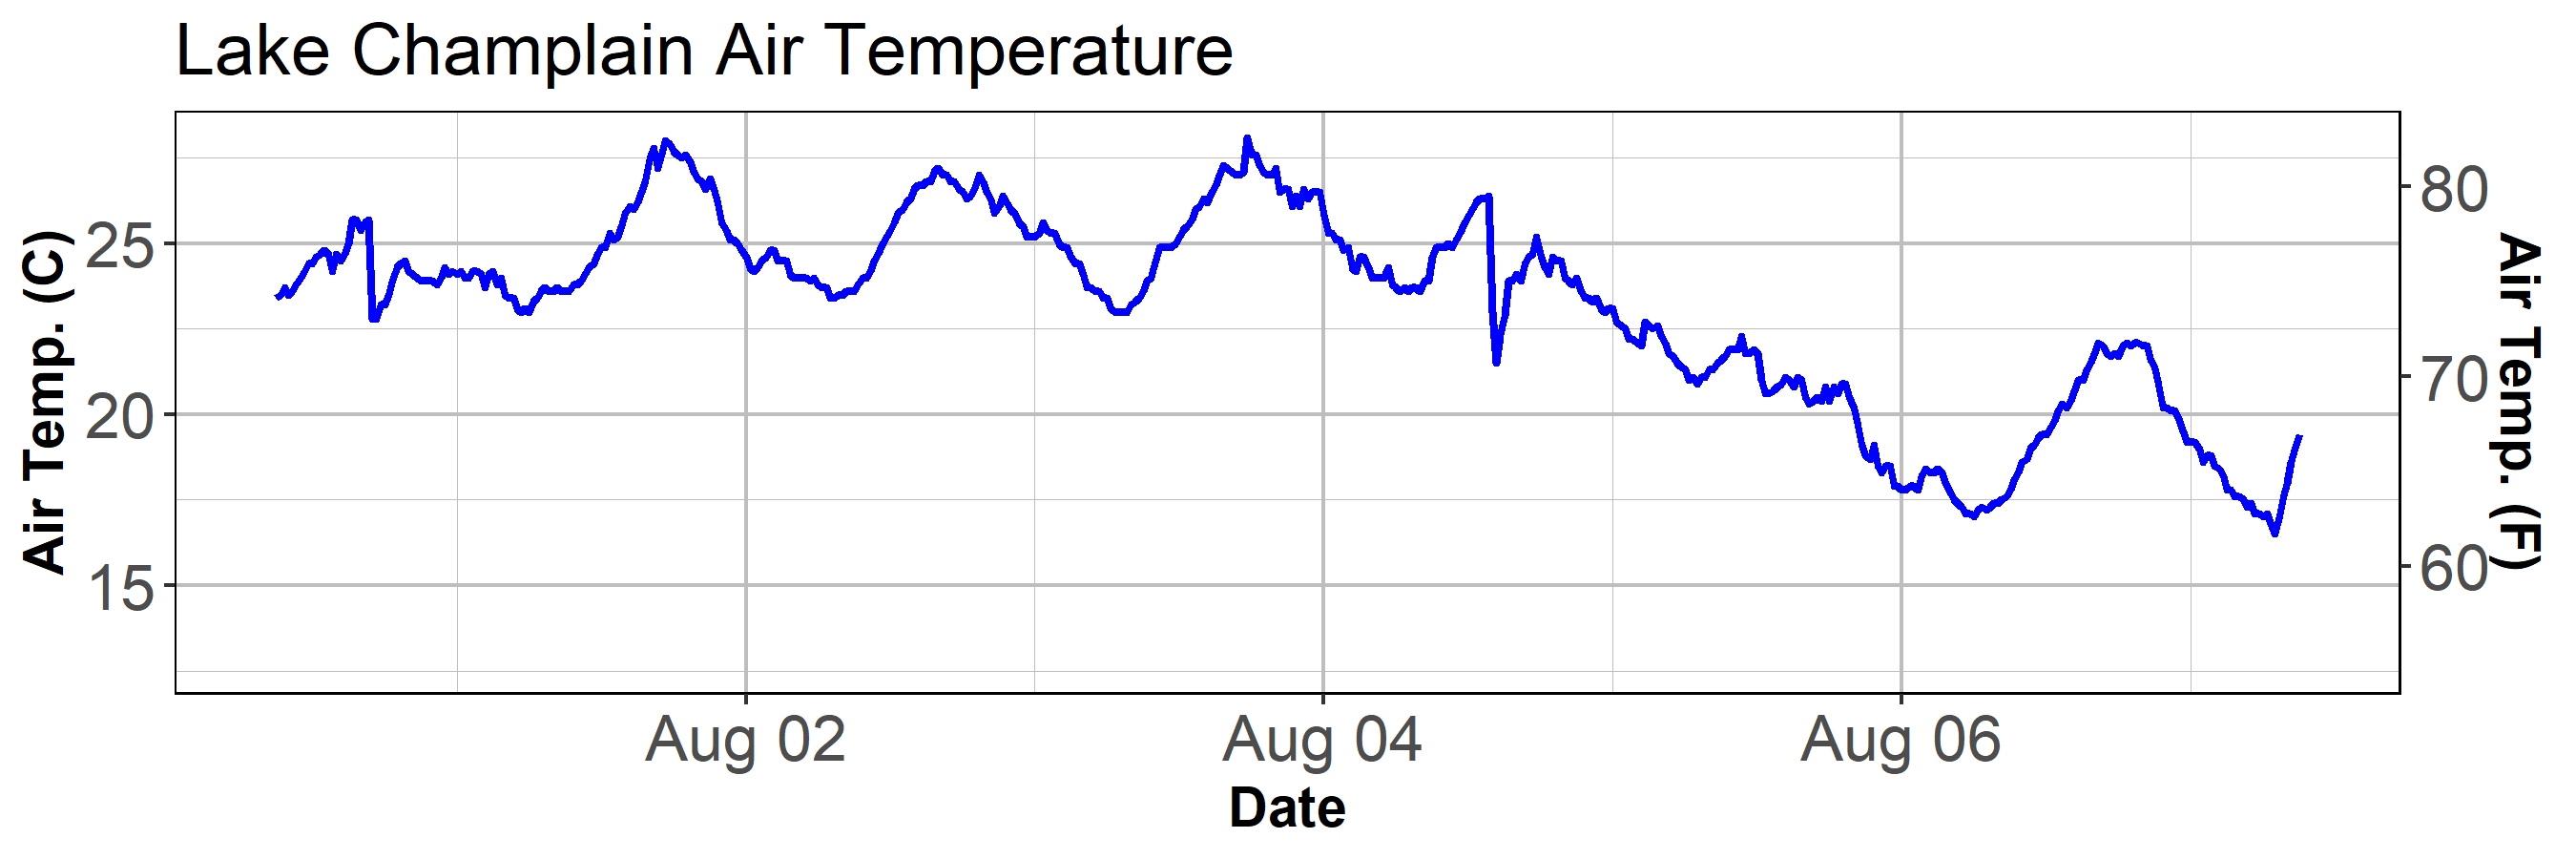 Lake Champlain Air Temperature
Air Temp. (C)
25
20
15
80
70
60
Air Temp. (F)
Aug 02
Aug 04
Aug 06
Date